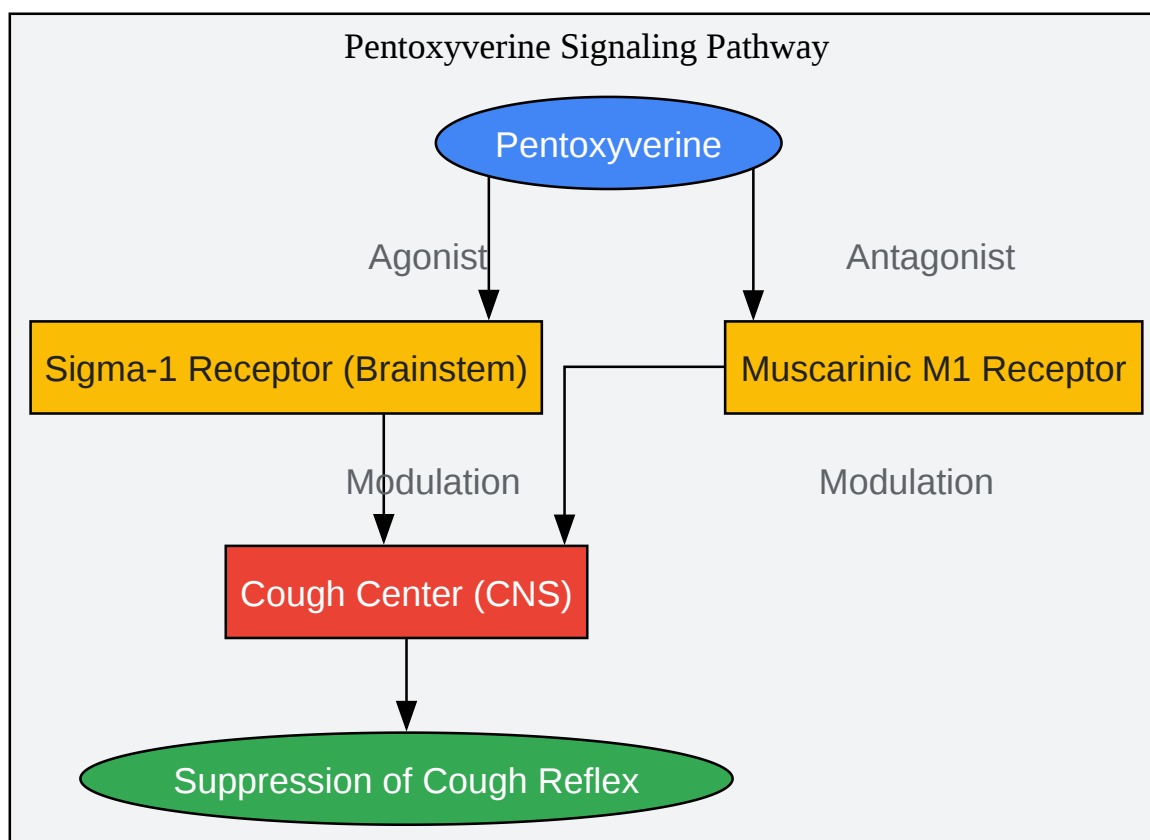 Pentoxyverine Signaling Pathway
Pentoxyverine
Agonist
Antagonist
Sigma-1 Receptor (Brainstem)
Muscarinic M1 Receptor
Modulation
Modulation
Cough Center (CNS)
Suppression of Cough Reflex